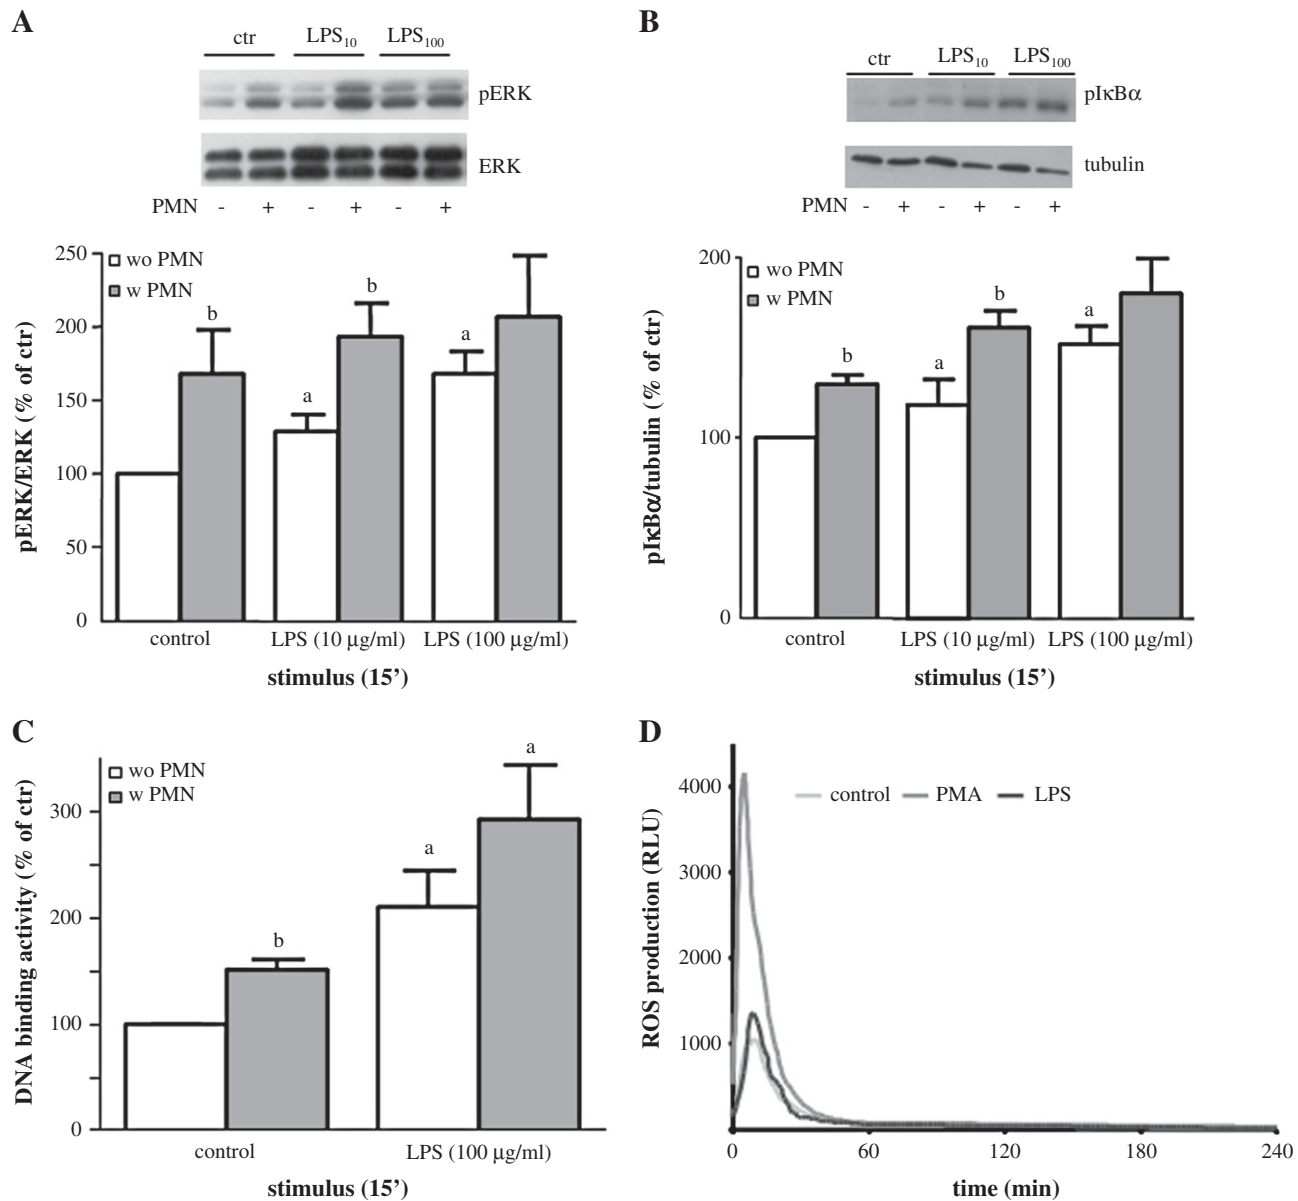 A
ctr LPS10 LPS100
pERK
ERK
PMN - + - + - +
250
200
150
100
50
0
pERK/ERK (% of ctr)
wo PMN
w PMN
b
a
b
a
control LPS (10 µg/ml) LPS (100 µg/ml)
stimulus (15’)
B
ctr LPS10 LPS100
pIκBα
tubulin
PMN - + - + - +
200
100
0
pIκBα/tubulin (% of ctr)
wo PMN
w PMN
b
a
b
a
control LPS (10 µg/ml) LPS (100 µg/ml)
stimulus (15’)
C
300
200
100
0
DNA binding activity (% of ctr)
wo PMN
w PMN
b
a
a
control LPS (100 µg/ml)
stimulus (15’)
D
4000
3000
2000
1000
ROS production (RLU)
control PMA LPS
0 60 120 180 240
time (min)